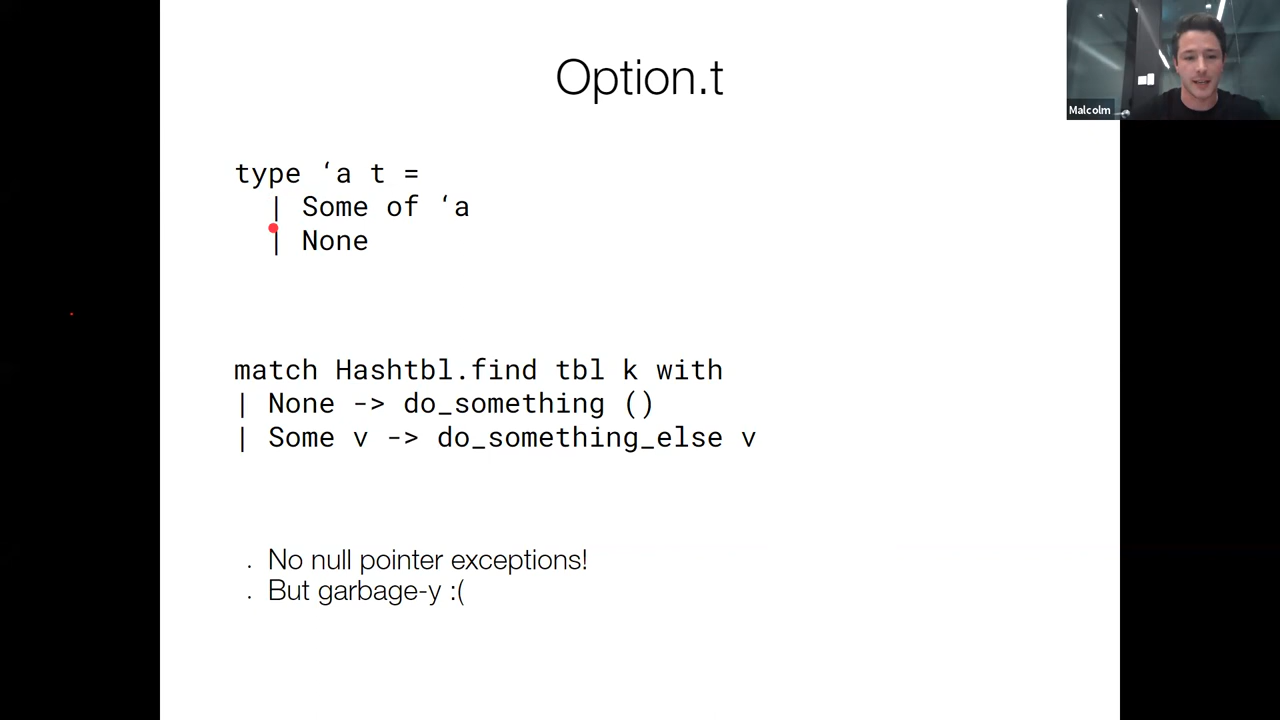 Option.t
Malcolm
type ‘a t =
| Some of ‘a
| None
match Hashtbl.find tbl k with
| None -> do_something ()
| Some v -> do_something_else v
. No null pointer exceptions!
. But garbage-y :(